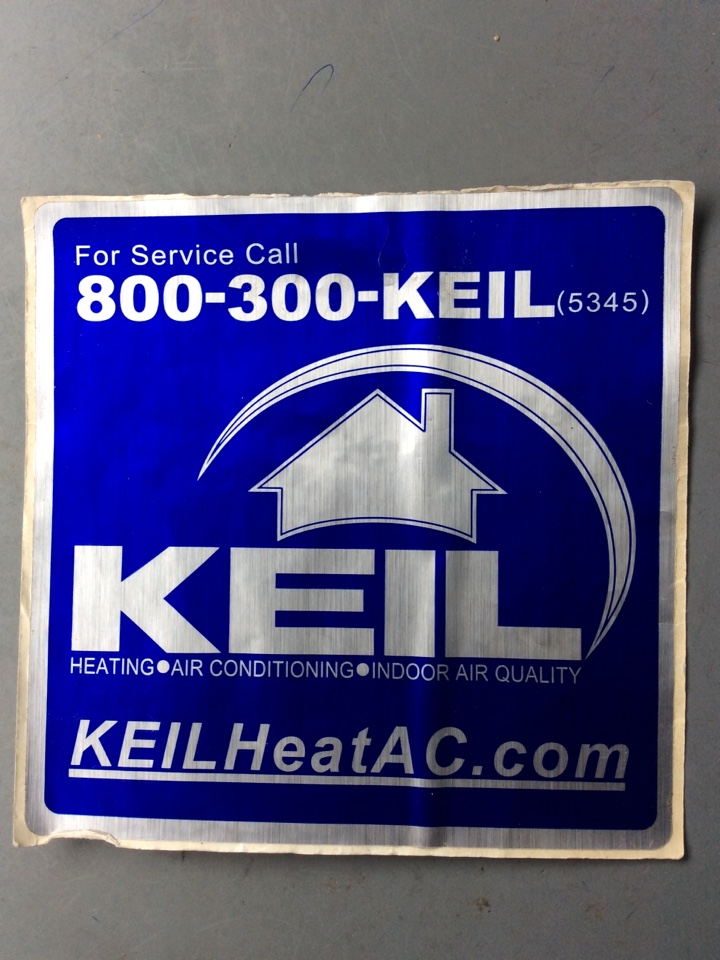 For Service Call
800-300-KEIL(5345)
KEIL
HEATING●AIR CONDITIONING●INDOOR AIR QUALITY
KEILHeatAC.com